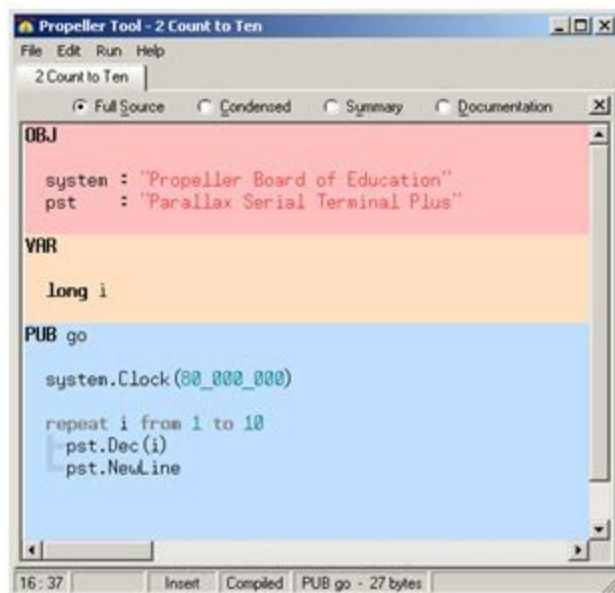 Propeller Tool - 2 Count to Ten
File Edit Run Help
2 Count to Ten
Full Source Condensed Summary Documentation
OBJ
system : "Propeller Board of Education"
pst : "Parallax Serial Terminal Plus"
VAR
long i
PUB go
system.Clock(80_000_000)
repeat i from 1 to 10
pst.Dec(i)
pst.NewLine
16 : 37 Insert Compiled PUB go - 27 bytes